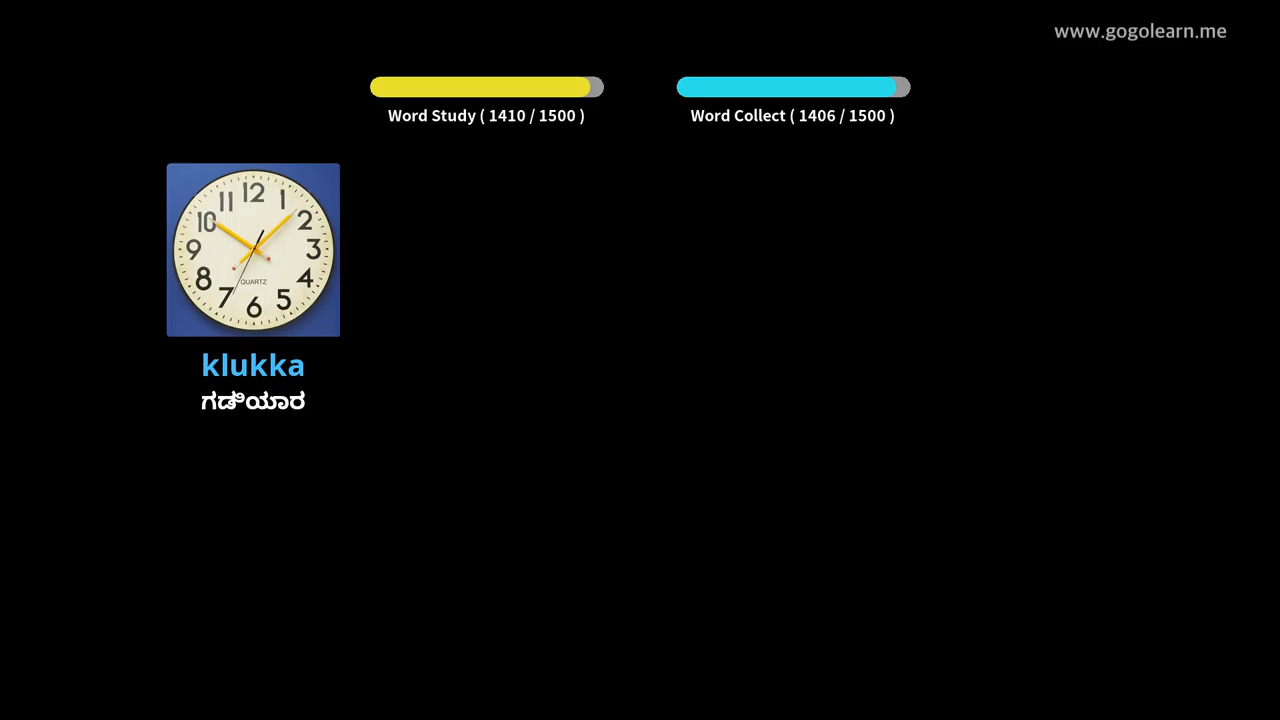 www.gogolearn.me
Word Study ( 1410 / 1500 )
Word Collect ( 1406 / 1500 )
12
1
2
3
4
5
6
7
8
9
10
11
QUARTZ
klukka
ಗಡಿಯಾರ